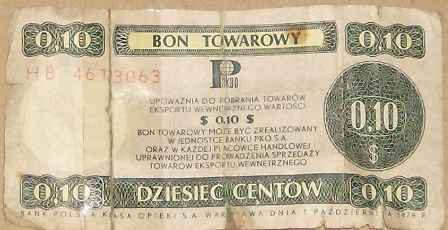 0,10 BON TOWAROWY 0,10
HB 4613063
Pekao
UPOWAŻNIA DO POBRANIA TOWARÓW
EKSPORTU WEWNĘTRZNEGO WARTOŚCI
$ 0.10 $
BON TOWAROWY MOŻE BYĆ ZREALIZOWANY
W JEDNOSTCE BANKU PKO S.A.
ORAZ W KAŻDEJ PLACÓWCE HANDLOWEJ
UPRAWNIONEJ DO PROWADZENIA SPRZEDAŻY
TOWARÓW EKSPORTU WEWNĘTRZNEGO
0.10
$
0,10 DZIESIĘĆ CENTÓW 0,10
BANK POLSKA KASA OPIEKI S.A. WARSZAWA DNIA 1 PAŹDZIERNIKA 1979 R.